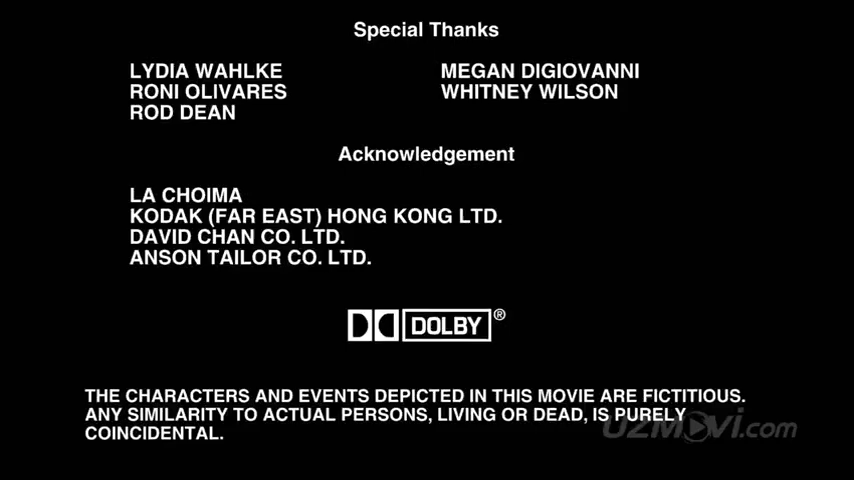 Special Thanks
LYDIA WAHLKE
RONI OLIVARES
ROD DEAN
MEGAN DIGIOVANNI
WHITNEY WILSON
Acknowledgement
LA CHOIMA
KODAK (FAR EAST) HONG KONG LTD.
DAVID CHAN CO. LTD.
ANSON TAILOR CO. LTD.
DOLBY®
THE CHARACTERS AND EVENTS DEPICTED IN THIS MOVIE ARE FICTITIOUS.
ANY SIMILARITY TO ACTUAL PERSONS, LIVING OR DEAD, IS PURELY
COINCIDENTAL.
UZMOVi.com